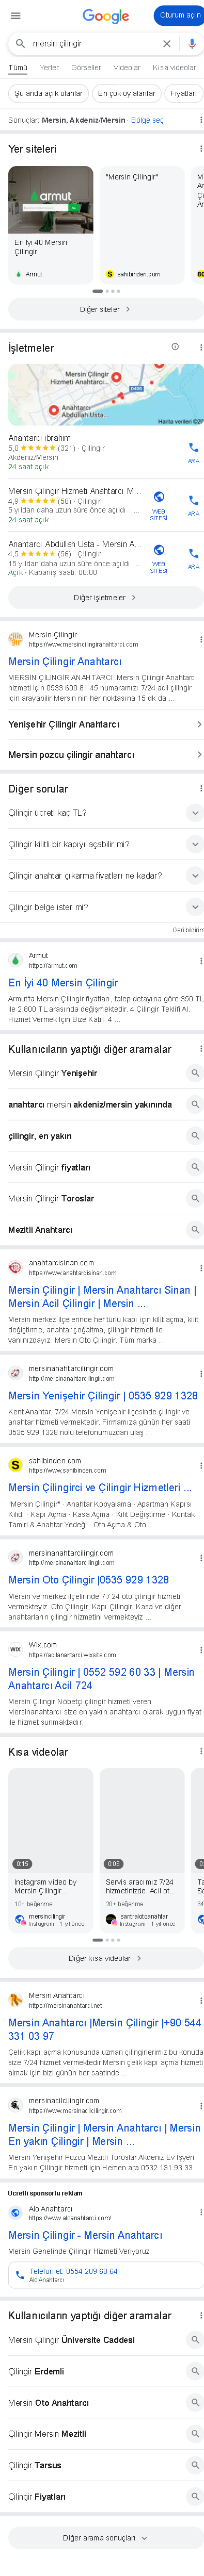 Google
Oturum açın
mersin çilingir
Tümü Yerler Görseller Videolar Kısa videolar
Şu anda açık olanlar En çok oy alanlar Fiyatları
Sonuçlar: Mersin, Akdeniz/Mersin · Bölge seç
Yer siteleri
armut
En İyi 40 Mersin
Çilingir
Armut
"Mersin Çilingir"
sahibinden.com
Diğer siteler
İşletmeler
Mersin Çilingir
Hizmeti Anahtarcı...
Anahtarcı
Abdullah Usta
Harita verileri ©20
Anahtarcı ibrahim
5,0 (321) · Çilingir
Akdeniz/Mersin
24 saat açık
ARA
Mersin Çilingir Hizmeti Anahtarcı M...
4,9 (58) · Çilingir
5 yıldan daha uzun süre önce açıldı · ...
24 saat açık
WEB
SİTESİ
ARA
Anahtarcı Abdullah Usta - Mersin A...
4,5 (56) · Çilingir
15 yıldan daha uzun süre önce açıldı · ...
Açık · Kapanış saati: 00:00
WEB
SİTESİ
ARA
Diğer işletmeler
Mersin Çilingir
https://www.mersincilingiranahtarci.com
Mersin Çilingir Anahtarcı
MERSİN ÇİLİNGİR ANAHTARCI. Mersin Çilingir Anahtarcı
hizmeti için 0533 600 81 45 numaramızı 7/24 acil çilingir
için arayabilir Mersin nin her noktasına 15 dk da ...
Yenişehir Çilingir Anahtarcı
Mersin pozcu çilingir anahtarcı
Diğer sorular
Çilingir ücreti kaç TL?
Çilingir kilitli bir kapıyı açabilir mi?
Çilingir anahtar çıkarma fiyatları ne kadar?
Çilingir belge ister mi?
Geri bildirim
Armut
https://armut.com
En İyi 40 Mersin Çilingir
Armut'ta Mersin Çilingir fiyatları, talep detayına göre 350 TL
ile 2.800 TL arasında değişmektedir. 4 Çilingir Teklifi Al.
Hizmet Vermek İçin Bize Katıl. 4 ...
Kullanıcıların yaptığı diğer aramalar
Mersin Çilingir Yenişehir
anahtarcı mersin akdeniz/mersin yakınında
çilingir, en yakın
Mersin Çilingir fiyatları
Mersin Çilingir Toroslar
Mezitli Anahtarcı
anahtarcisinan.com
https://www.anahtarcisinan.com
Mersin Çilingir | Mersin Anahtarcı Sinan |
Mersin Acil Çilingir | Mersin ...
Mersin merkez ilçelerinde her türlü kapı için kilit açma, kilit
değiştirme, anahtar çoğaltma, çilingir hizmeti ile
yanınızdayız. Mersin Oto Çilingir. Tüm marka ...
mersinanahtarcilingir.com
http://mersinanahtarcilingir.com
Mersin Yenişehir Çilingir | 0535 929 1328
Kent Anahtar, 7/24 Mersin Yenişehir ilçesinde çilingir ve
anahtar hizmeti vermektedir. Firmamıza günün her saati
0535 929 1328 nolu telefonumuzdan ulaş ...
sahibinden.com
https://www.sahibinden.com
Mersin Çilingirci ve Çilingir Hizmetleri ...
"Mersin Çilingir" · Anahtar Kopyalama · Apartman Kapısı
Kilidi · Kapı Açma · Kasa Açma · Kilit Değiştirme · Kontak
Tamiri & Anahtar Yedeği · Oto Açma & Oto ...
mersinanahtarcilingir.com
http://mersinanahtarcilingir.com
Mersin Oto Çilingir |0535 929 1328
Mersin ve merkez ilçelerinde 7 / 24 oto çilingir hizmeti
vermekteyiz. Oto Çilingir, Kapı Çilingir, Kasa ve diğer
anahtarların çilingir hizmetini vermekteyiz ...
WIX
Wix.com
https://acilanahtarci.wixsite.com
Mersin Çilingir | 0552 592 60 33 | Mersin
Anahtarcı Acil 724
Mersin Çilingir Nöbetçi çilingir hizmeti veren
Mersinanahtarcı size en yakın anahtarcı olarak uygun fiyat
ile hizmet sunmaktadır.
Kısa videolar
0:15
Instagram video by
Mersin Çilingir...
10+ beğenme
mersincilingir
Instagram · 1 yıl önce
0:06
Servis aracımız 7/24
hizmetinizde. Acil ot...
20+ beğenme
santralotoanahtar
Instagram · 1 yıl önce
Diğer kısa videolar
Mersin Anahtarcı
https://mersinanahtarci.net
Mersin Anahtarcı |Mersin Çilingir |+90 544
331 03 97
Çelik kapı açma konusunda uzman çilingirlerimiz bu konuda
size 7/24 hizmet vermektedir.Mersin çelik kapı açma hizmeti
almak için bizi günün her saatinde ...
mersinacilcilingir.com
https://www.mersinacilcilingir.com
Mersin Çilingir | Mersin Anahtarcı | Mersin
En yakın Çilingir | Mersin ...
Mersin Yenişehir Pozcu Mezitli Toroslar Akdeniz Ev İşyeri
En yakın Çilingir hizmeti için Hemen ara 0532 131 93 33.
Ücretli sponsorlu reklam
Alo Anahtarcı
https://www.aloanahtarci.com/
Mersin Çilingir - Mersin Anahtarcı
Mersin Genelinde Çilingir Hizmeti Veriyoruz.
Telefon et: 0554 209 60 64
Alo Anahtarcı
Kullanıcıların yaptığı diğer aramalar
Mersin Çilingir Üniversite Caddesi
Çilingir Erdemli
Mersin Oto Anahtarcı
Çilingir Mersin Mezitli
Çilingir Tarsus
Çilingir Fiyatları
Diğer arama sonuçları